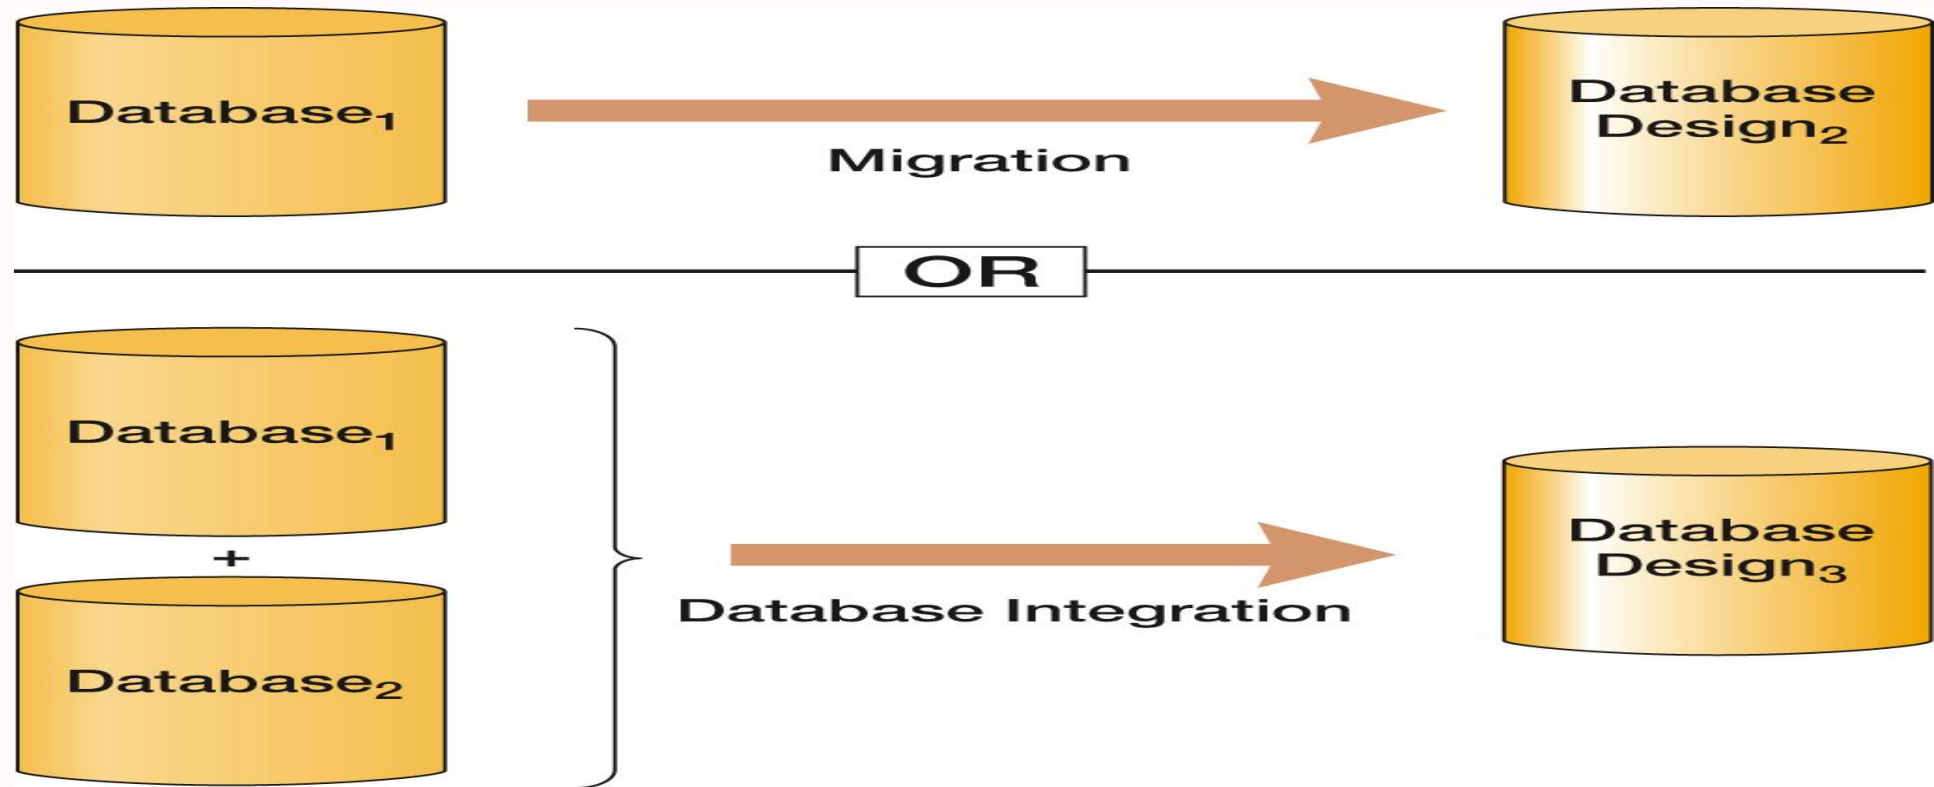 Database₁
Migration
Database
Design₂
OR
Database₁
+
Database₂
Database Integration
Database
Design₃